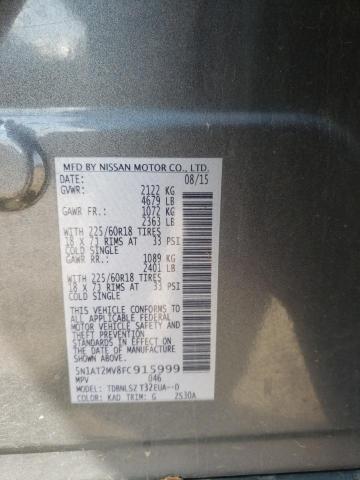 MFD BY NISSAN MOTOR CO., LTD.
DATE: 08/15
GVWR: 2122 KG
4679 LB
GAWR FR.: 1072 KG
2363 LB
WITH 225/60R18 TIRES
18 X 7J RIMS AT 33 PSI
COLD SINGLE
GAWR RR.: 1089 KG
2401 LB
WITH 225/60R18 TIRES
18 X 7J RIMS AT 33 PSI
COLD SINGLE
THIS VEHICLE CONFORMS
TO ALL APPLICABLE FEDERAL
MOTOR VEHICLE SAFETY
STANDARDS IN EFFECT ON
THE DATE OF MANUFACTURE
SHOWN ABOVE.
5N1AT2MV8FC915999
MPV 046
MODEL: TDBNLSZ T32EUA--D
COLOR: KAD TRIM: G 2530A